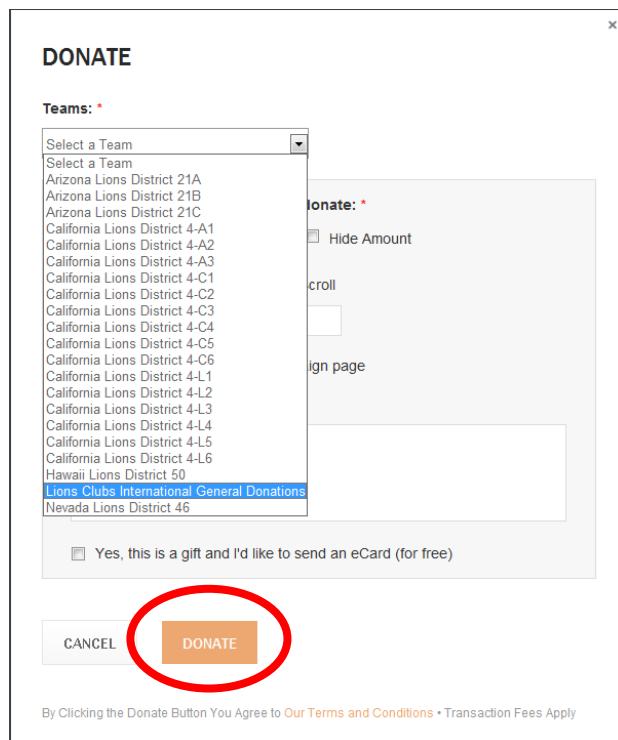 ×
DONATE
Teams: *
Select a Team
Select a Team
Arizona Lions District 21A
Arizona Lions District 21B
Arizona Lions District 21C
California Lions District 4-A1
California Lions District 4-A2
California Lions District 4-A3
California Lions District 4-C1
California Lions District 4-C2
California Lions District 4-C3
California Lions District 4-C4
California Lions District 4-C5
California Lions District 4-C6
California Lions District 4-L1
California Lions District 4-L2
California Lions District 4-L3
California Lions District 4-L4
California Lions District 4-L5
California Lions District 4-L6
Hawaii Lions District 50
Lions Clubs International General Donations
Nevada Lions District 46
donate: *
Hide Amount
scroll
ign page
Yes, this is a gift and I'd like to send an eCard (for free)
CANCEL
DONATE
By Clicking the Donate Button You Agree to Our Terms and Conditions • Transaction Fees Apply